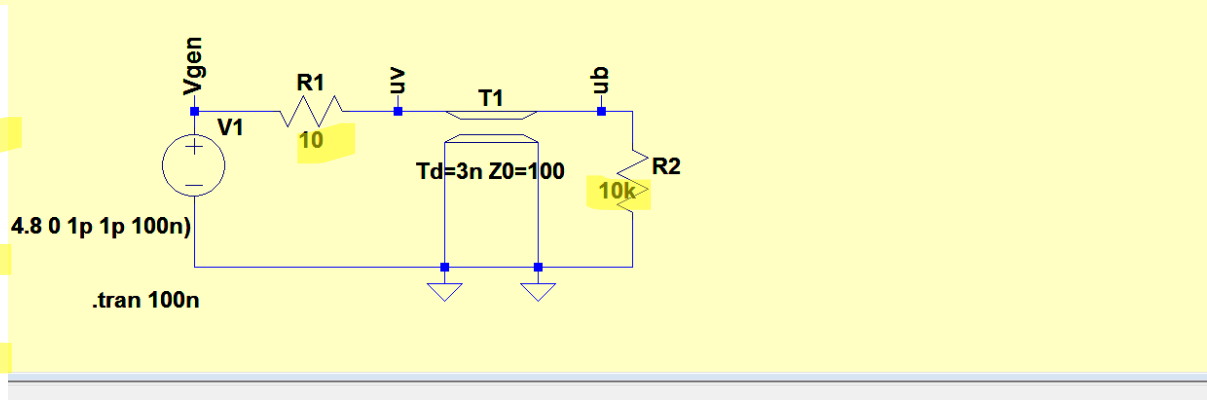 Vgen
R1
uv
ub
T1
V1
10
Td=3n Z0=100
R2
10k
4.8 0 1p 1p 100n)
.tran 100n